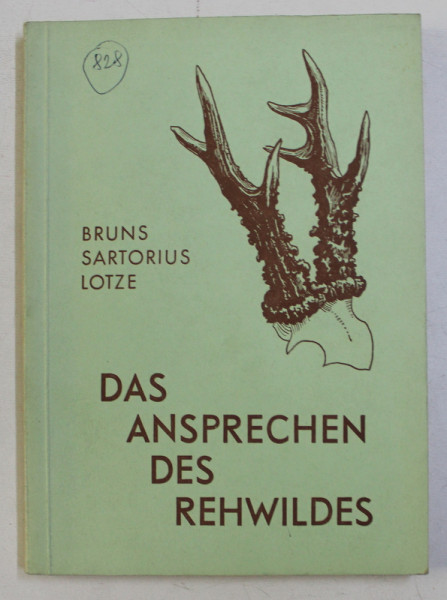 828
BRUNS
SARTORIUS
LOTZE
DAS
ANSPRECHEN
DES
REHWILDES